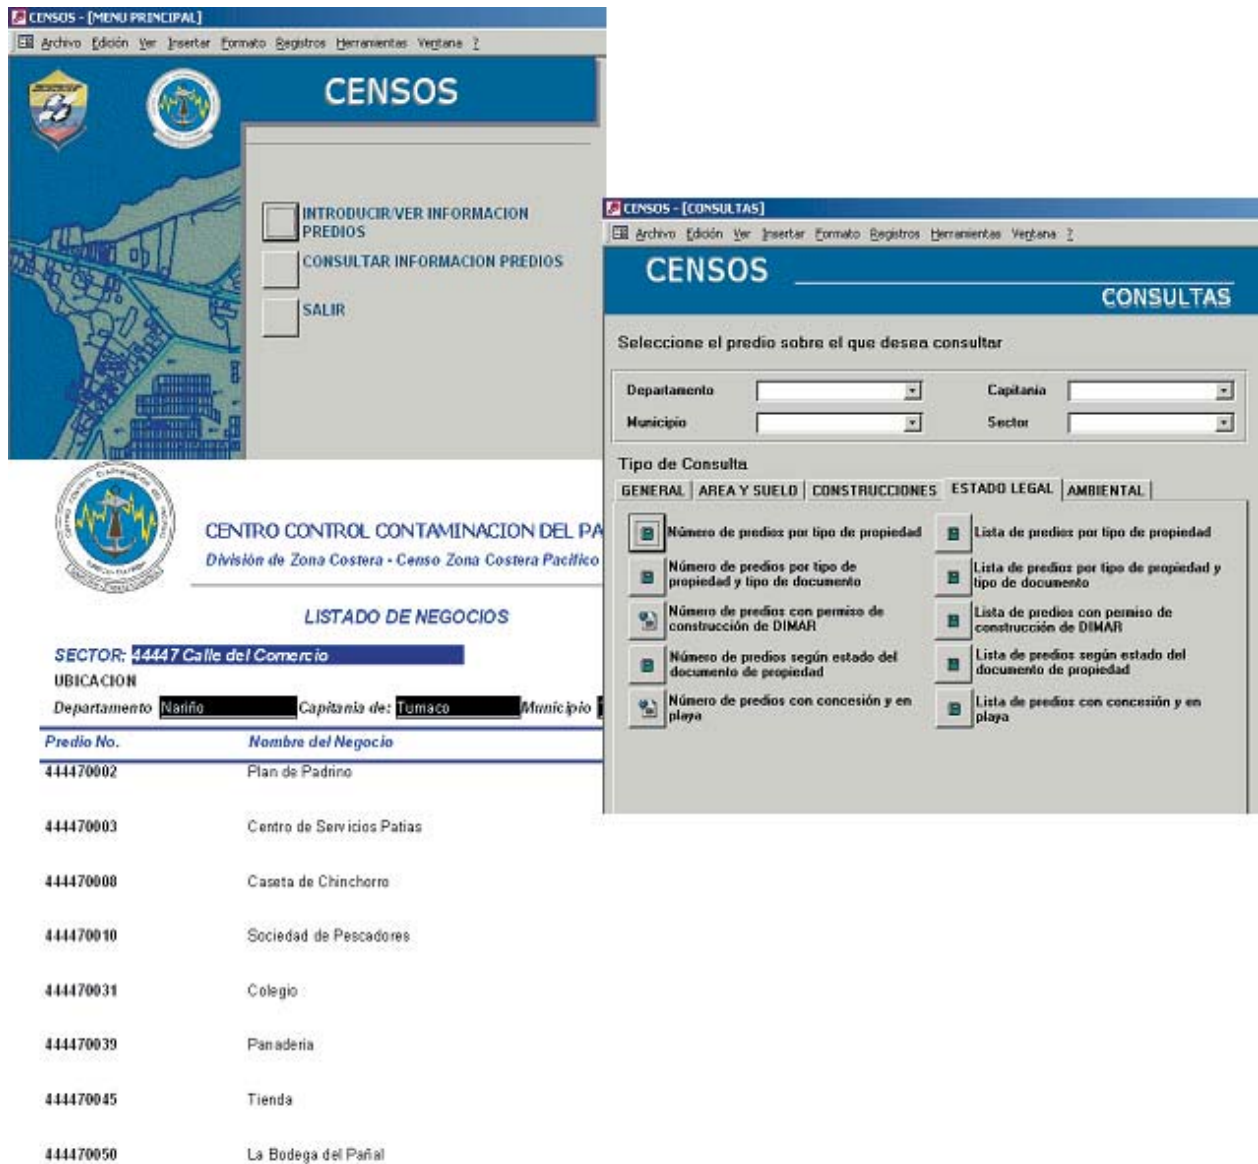 CENSOS - [MENU PRINCIPAL]
Archivo Edición Ver Insertar Formato Registros Herramientas Ventana ?
CENSOS
INTRODUCIR/VER INFORMACION
PREDIOS
CONSULTAR INFORMACION PREDIOS
SALIR
CENSOS - [CONSULTAS]
Archivo Edición Ver Insertar Formato Registros Herramientas Ventana ?
CENSOS
CONSULTAS
Seleccione el predio sobre el que desea consultar
Departamento Capitania
Municipio Sector
Tipo de Consulta
GENERAL AREA Y SUELO CONSTRUCCIONES ESTADO LEGAL AMBIENTAL
Número de predios por tipo de propiedad
Lista de predios por tipo de propiedad
Número de predios por tipo de
propiedad y tipo de documento
Lista de predios por tipo de propiedad y
tipo de documento
Número de predios con permiso de
construcción de DIMAR
Lista de predios con permiso de
construcción de DIMAR
Número de predios según estado del
documento de propiedad
Lista de predios según estado del
documento de propiedad
Número de predios con concesión y en
playa
Lista de predios con concesión y en
playa
CENTRO CONTROL CONTAMINACION DEL PA
División de Zona Costera - Censo Zona Costera Pacífico
LISTADO DE NEGOCIOS
SECTOR: 44447 Calle del Comercio
UBICACION
Departamento Nariño Capitania de: Tumaco Municipio
Predio No. Nombre del Negocio
444470002 Plan de Padrino
444470003 Centro de Servicios Patias
444470008 Caseta de Chinchorro
444470010 Sociedad de Pescadores
444470031 Colegio
444470039 Panaderia
444470045 Tienda
444470050 La Bodega del Pañal